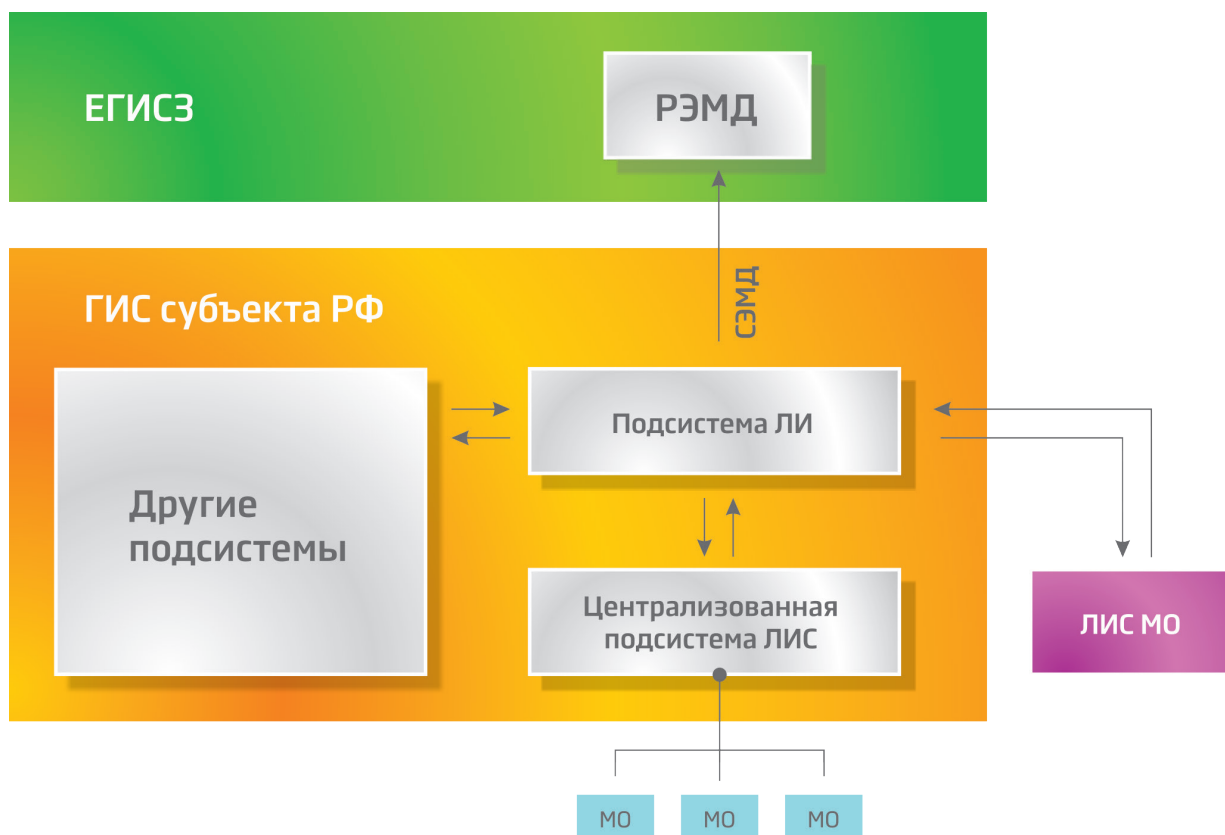 ЕГИСЗ
РЭМД
СЭМД
ГИС субъекта РФ
Другие
подсистемы
Подсистема ЛИ
Централизованная
подсистема ЛИС
ЛИС МО
МО
МО
МО